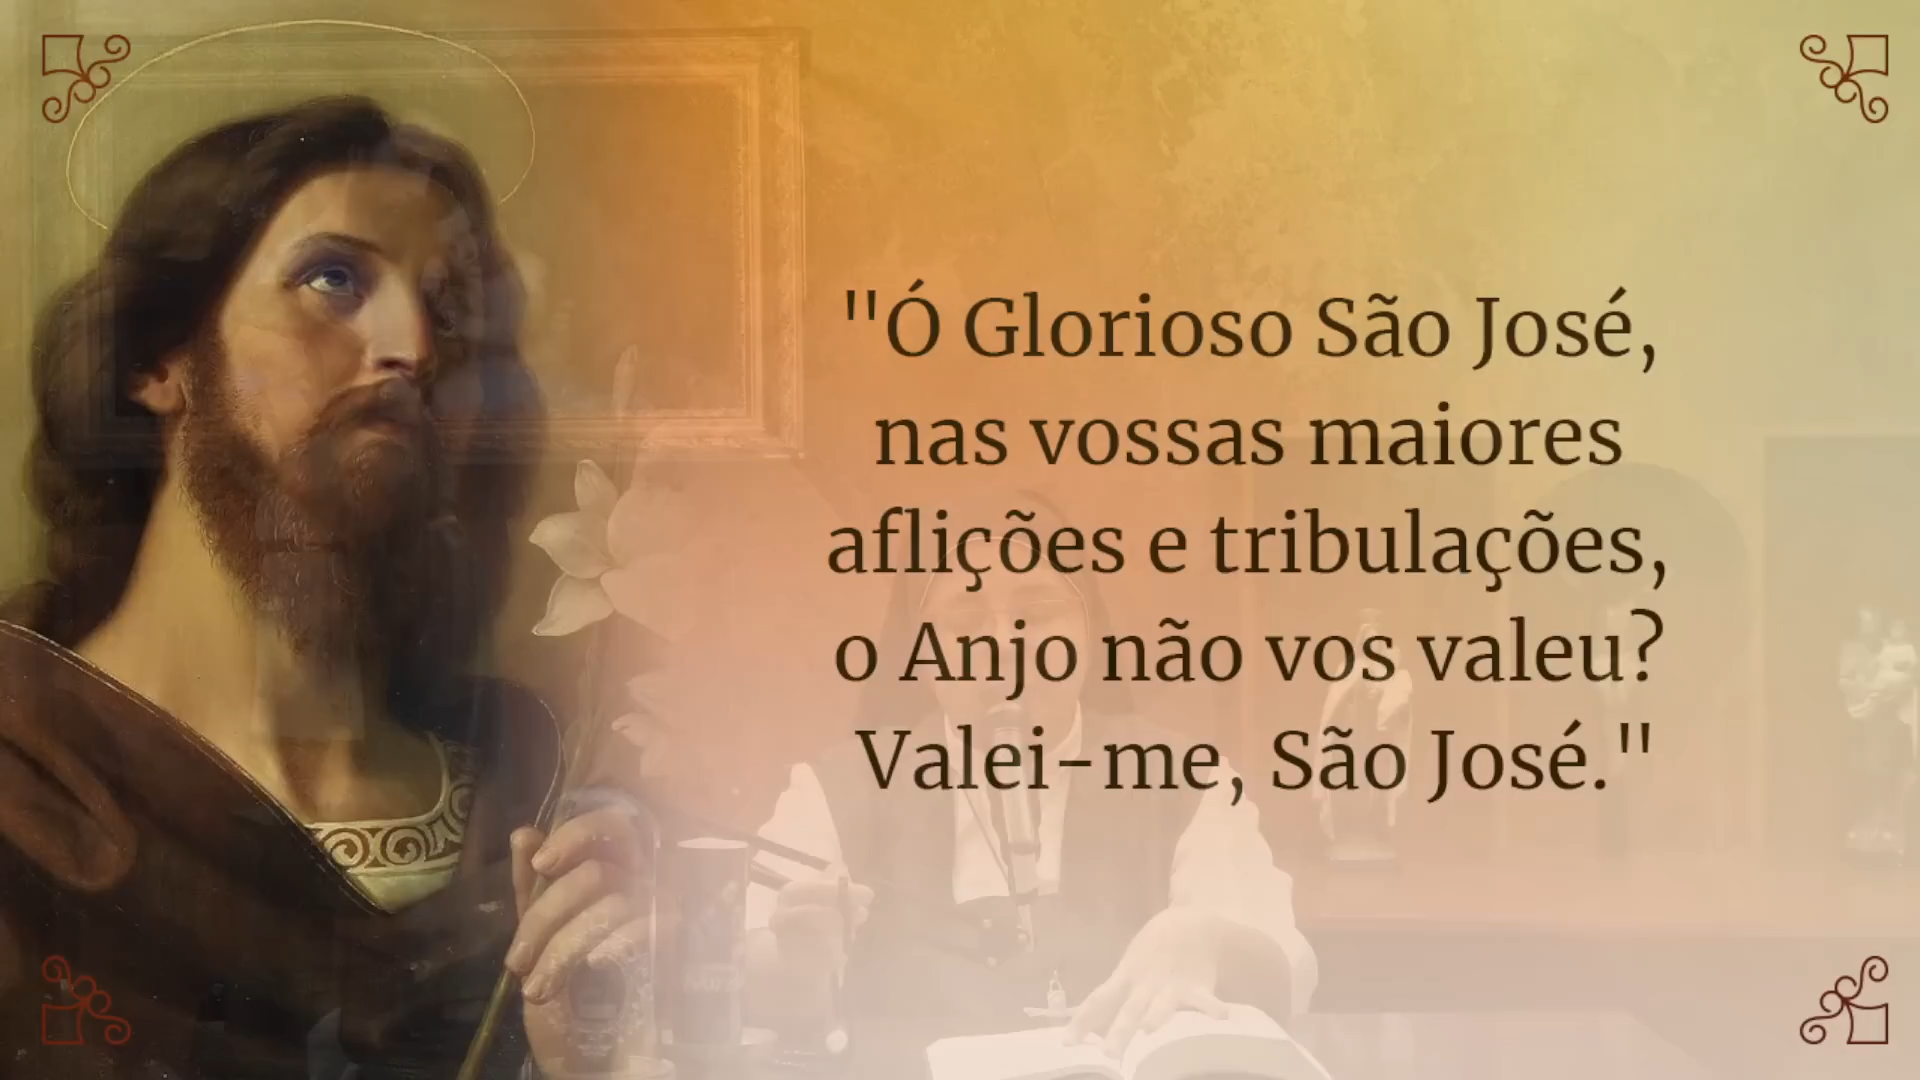 "Ó Glorioso São José,
nas vossas maiores
aflições e tribulações,
o Anjo não vos valeu?
Valei-me, São José."